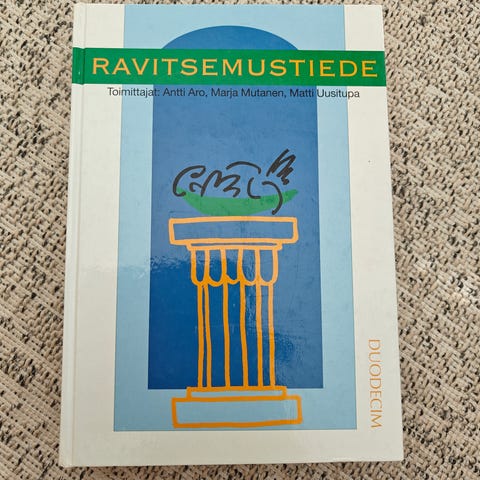 RAVITSEMUSTIEDE
Toimittajat: Antti Aro, Marja Mutanen, Matti Uusitupa
DUODECIM